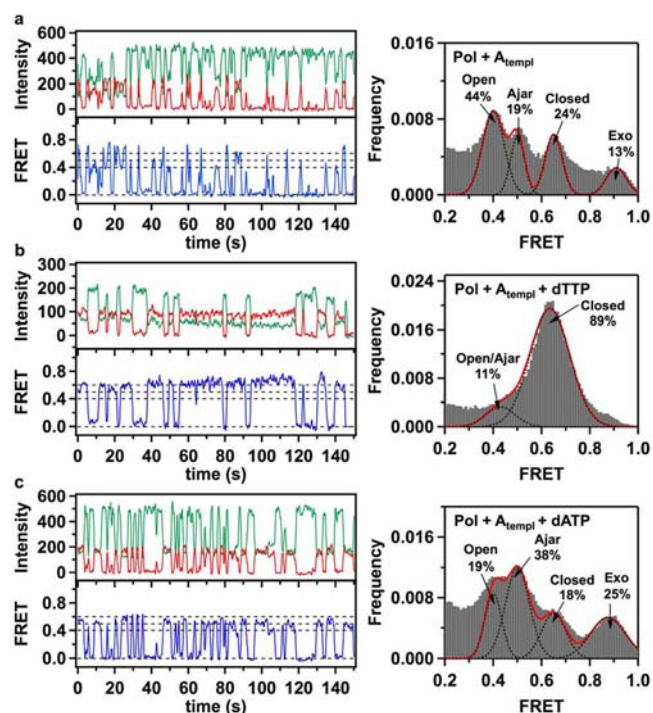 a
600
400
200
0
Intensity
0.8
0.4
0.0
FRET
0 20 40 60 80 100 120 140
time (s)
0.016
0.008
0.000
Frequency
Pol + A_templ
Open
44%
Ajar
19%
Closed
24%
Exo
13%
0.2 0.4 0.6 0.8 1.0
FRET
b
300
200
100
0
Intensity
0.8
0.4
0.0
FRET
0 20 40 60 80 100 120 140
time (s)
0.024
0.016
0.008
0.000
Frequency
Pol + A_templ + dTTP
Closed
89%
Open/Ajar
11%
0.2 0.4 0.6 0.8 1.0
FRET
c
600
400
200
0
Intensity
0.8
0.4
0.0
FRET
0 20 40 60 80 100 120 140
time (s)
0.016
0.008
0.000
Frequency
Pol + A_templ + dATP
Open
19%
Ajar
38%
Closed
18%
Exo
25%
0.2 0.4 0.6 0.8 1.0
FRET